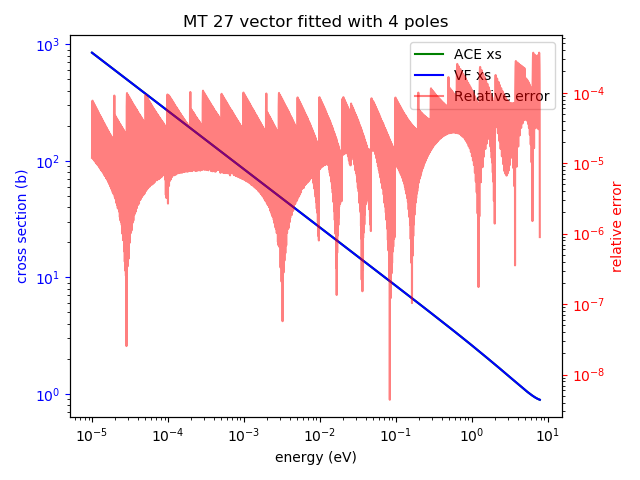 MT 27 vector fitted with 4 poles
ACE xs
VF xs
Relative error
10³
10²
10¹
10⁰
cross section (b)
10⁻⁴
10⁻⁵
10⁻⁶
10⁻⁷
10⁻⁸
relative error
10⁻⁵ 10⁻⁴ 10⁻³ 10⁻² 10⁻¹ 10⁰ 10¹
energy (eV)